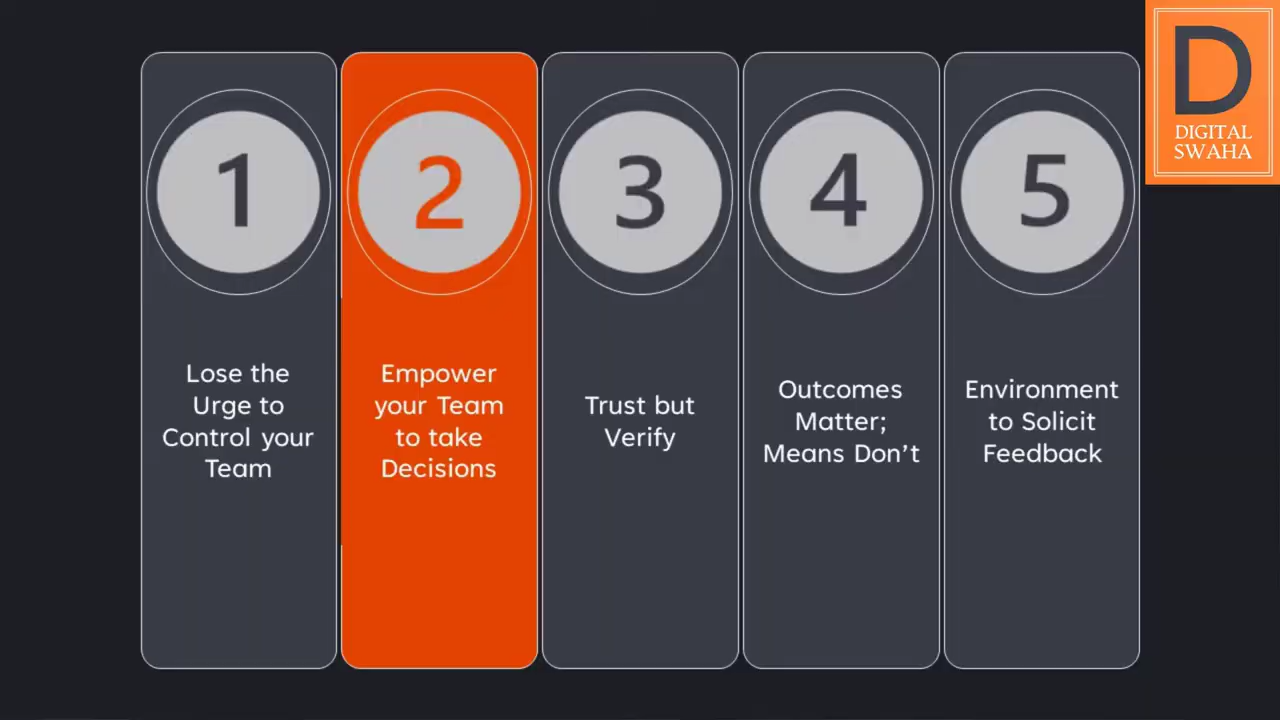 D
DIGITAL
SWAHA
1
Lose the
Urge to
Control your
Team
2
Empower
your Team
to take
Decisions
3
Trust but
Verify
4
Outcomes
Matter;
Means Don’t
5
Environment
to Solicit
Feedback